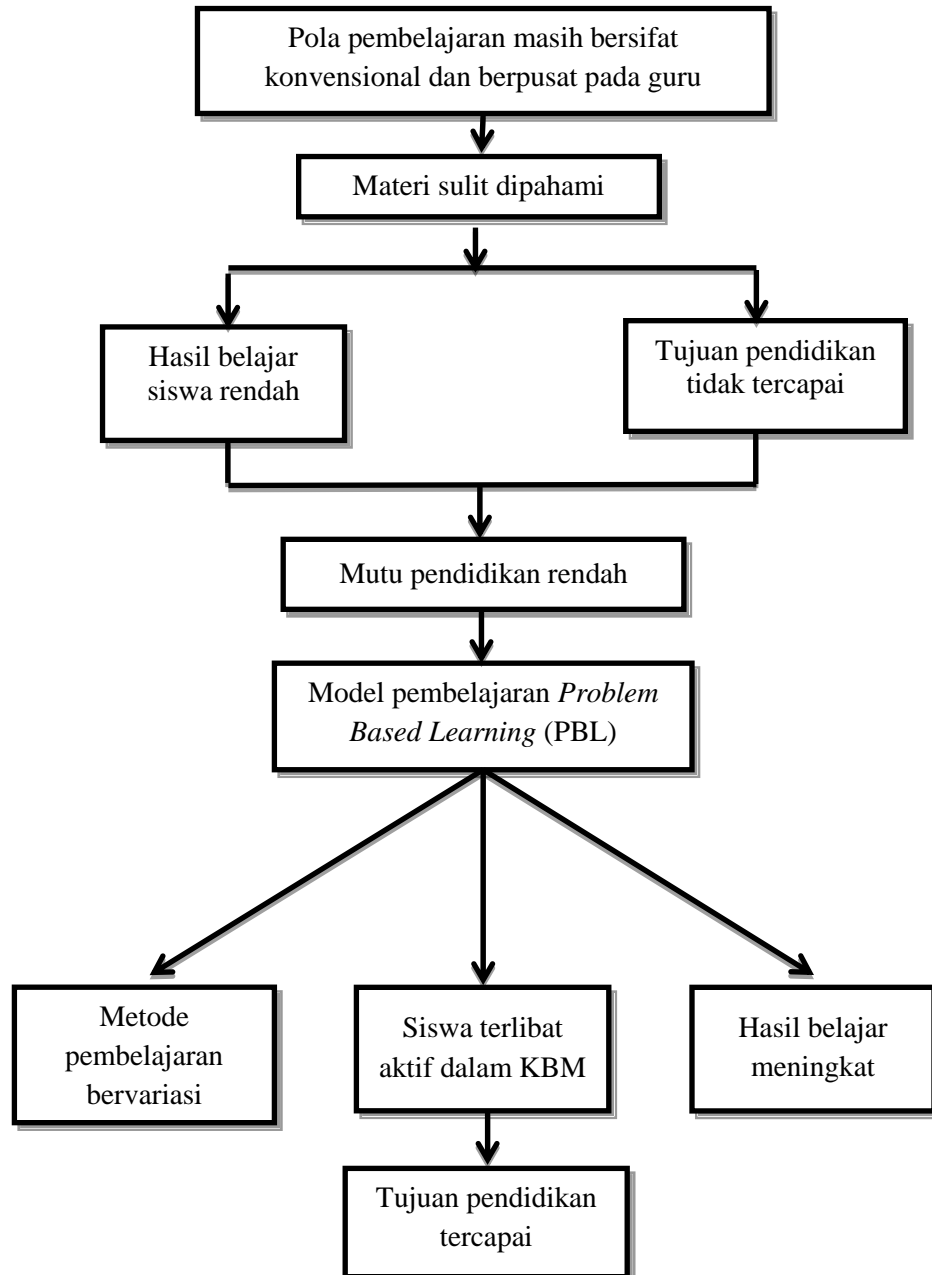 Pola pembelajaran masih bersifat
konvensional dan berpusat pada guru
Materi sulit dipahami
Hasil belajar
siswa rendah
Tujuan pendidikan
tidak tercapai
Mutu pendidikan rendah
Model pembelajaran Problem
Based Learning (PBL)
Metode
pembelajaran
bervariasi
Siswa terlibat
aktif dalam KBM
Hasil belajar
meningkat
Tujuan pendidikan
tercapai